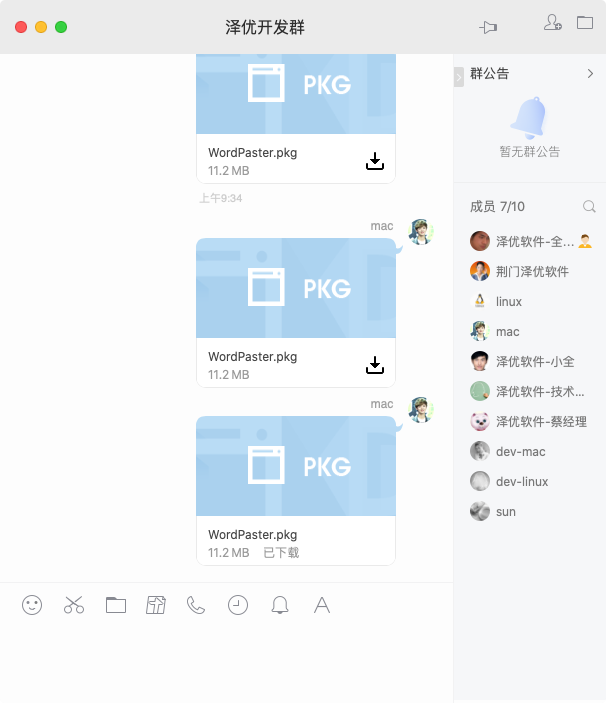 泽优开发群
PKG
WordPaster.pkg
11.2 MB
上午9:34
mac
PKG
WordPaster.pkg
11.2 MB
mac
PKG
WordPaster.pkg
11.2 MB 已下载
群公告
暂无群公告
成员 7/10
泽优软件-全...
荆门泽优软件
linux
mac
泽优软件-小全
泽优软件-技术...
泽优软件-蔡经理
dev-mac
dev-linux
sun